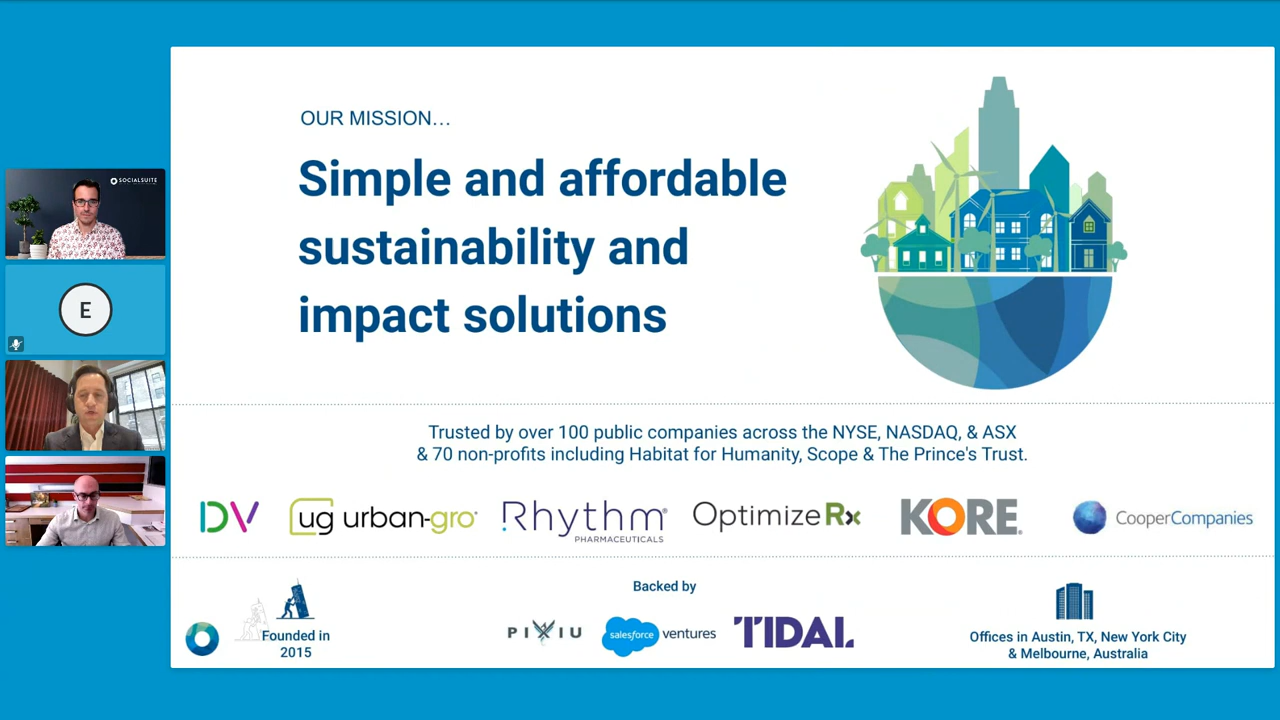 OUR MISSION…
Simple and affordable
sustainability and
impact solutions
SOCIALSUITE
E
Trusted by over 100 public companies across the NYSE, NASDAQ, & ASX
& 70 non-profits including Habitat for Humanity, Scope & The Prince's Trust.
DV
ug urban-gro
Rhythm®
PHARMACEUTICALS
OptimizeRx
KORE
CooperCompanies
Founded in
2015
Backed by
PIVIU
salesforce ventures
TIDAL
Offices in Austin, TX, New York City
& Melbourne, Australia